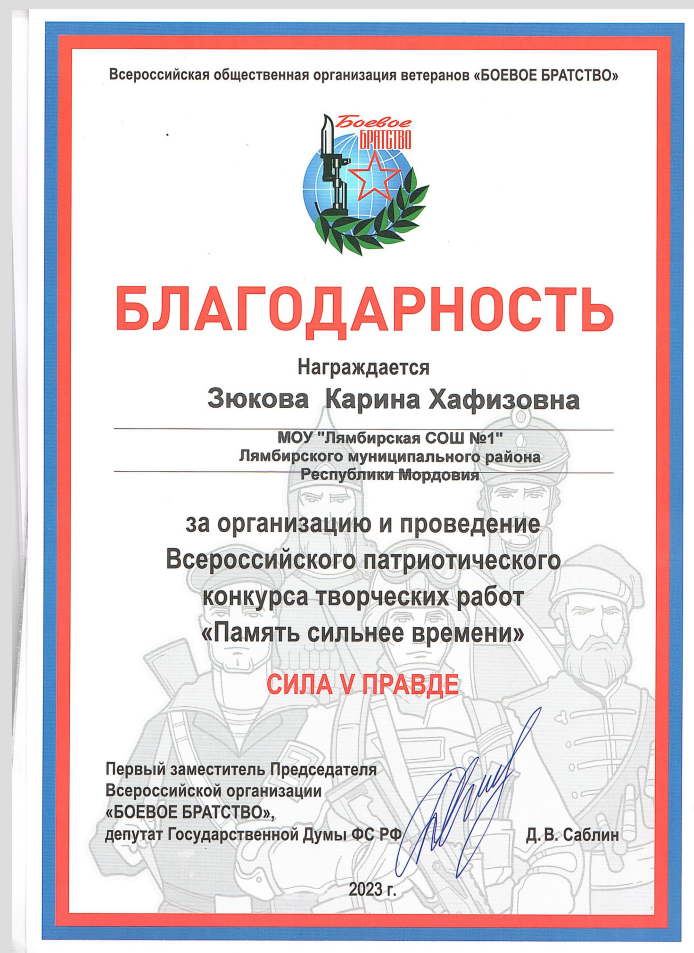 Всероссийская общественная организация ветеранов «БОЕВОЕ БРАТСТВО»
Боевое
БРАТСТВО
БЛАГОДАРНОСТЬ
Награждается
Зюкова Карина Хафизовна
МОУ "Лямбирская СОШ №1"
Лямбирского муниципального района
Республики Мордовия
за организацию и проведение
Всероссийского патриотического
конкурса творческих работ
«Память сильнее времени»
СИЛА V ПРАВДЕ
Первый заместитель Председателя
Всероссийской организации
«БОЕВОЕ БРАТСТВО»,
депутат Государственной Думы ФС РФ Д. В. Саблин
2023 г.